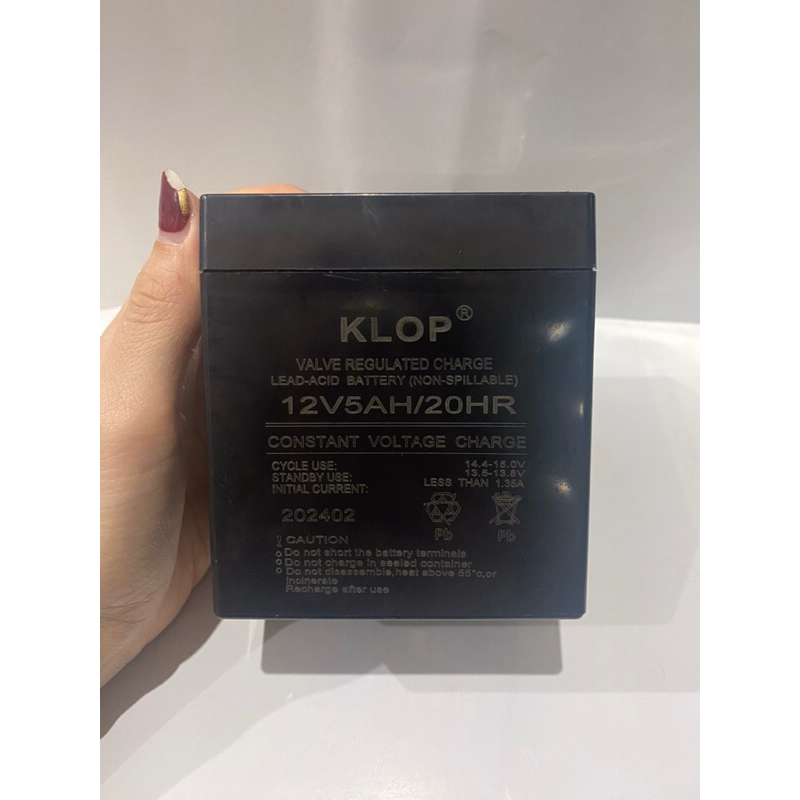 KLOP®
VALVE REGULATED CHARGE
LEAD-ACID BATTERY (NON-SPILLABLE)
12V5AH/20HR
CONSTANT VOLTAGE CHARGE
CYCLE USE: 14.4-15.0V
STANDBY USE: 13.5-13.8V
INITIAL CURRENT: LESS THAN 1.35A
202402
Pb Pb
! CAUTION
Do not short the battery terminals
Do not charge in sealed container
Do not disassemble,heat above 55°c,or
incinerate
Recharge after use